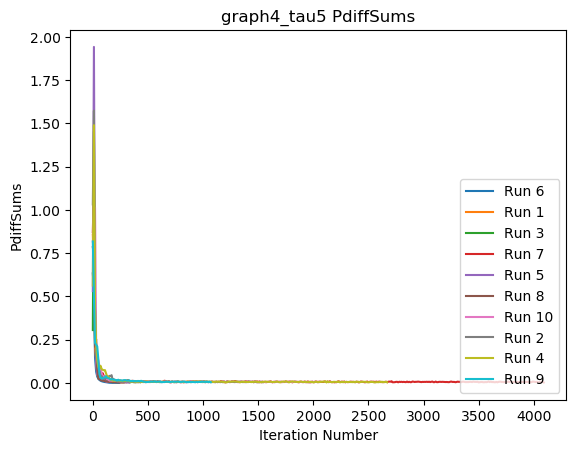 graph4_tau5 PdiffSums
2.00
1.75
1.50
1.25
1.00
0.75
0.50
0.25
0.00
PdiffSums
Run 6
Run 1
Run 3
Run 7
Run 5
Run 8
Run 10
Run 2
Run 4
Run 9
0 500 1000 1500 2000 2500 3000 3500 4000
Iteration Number